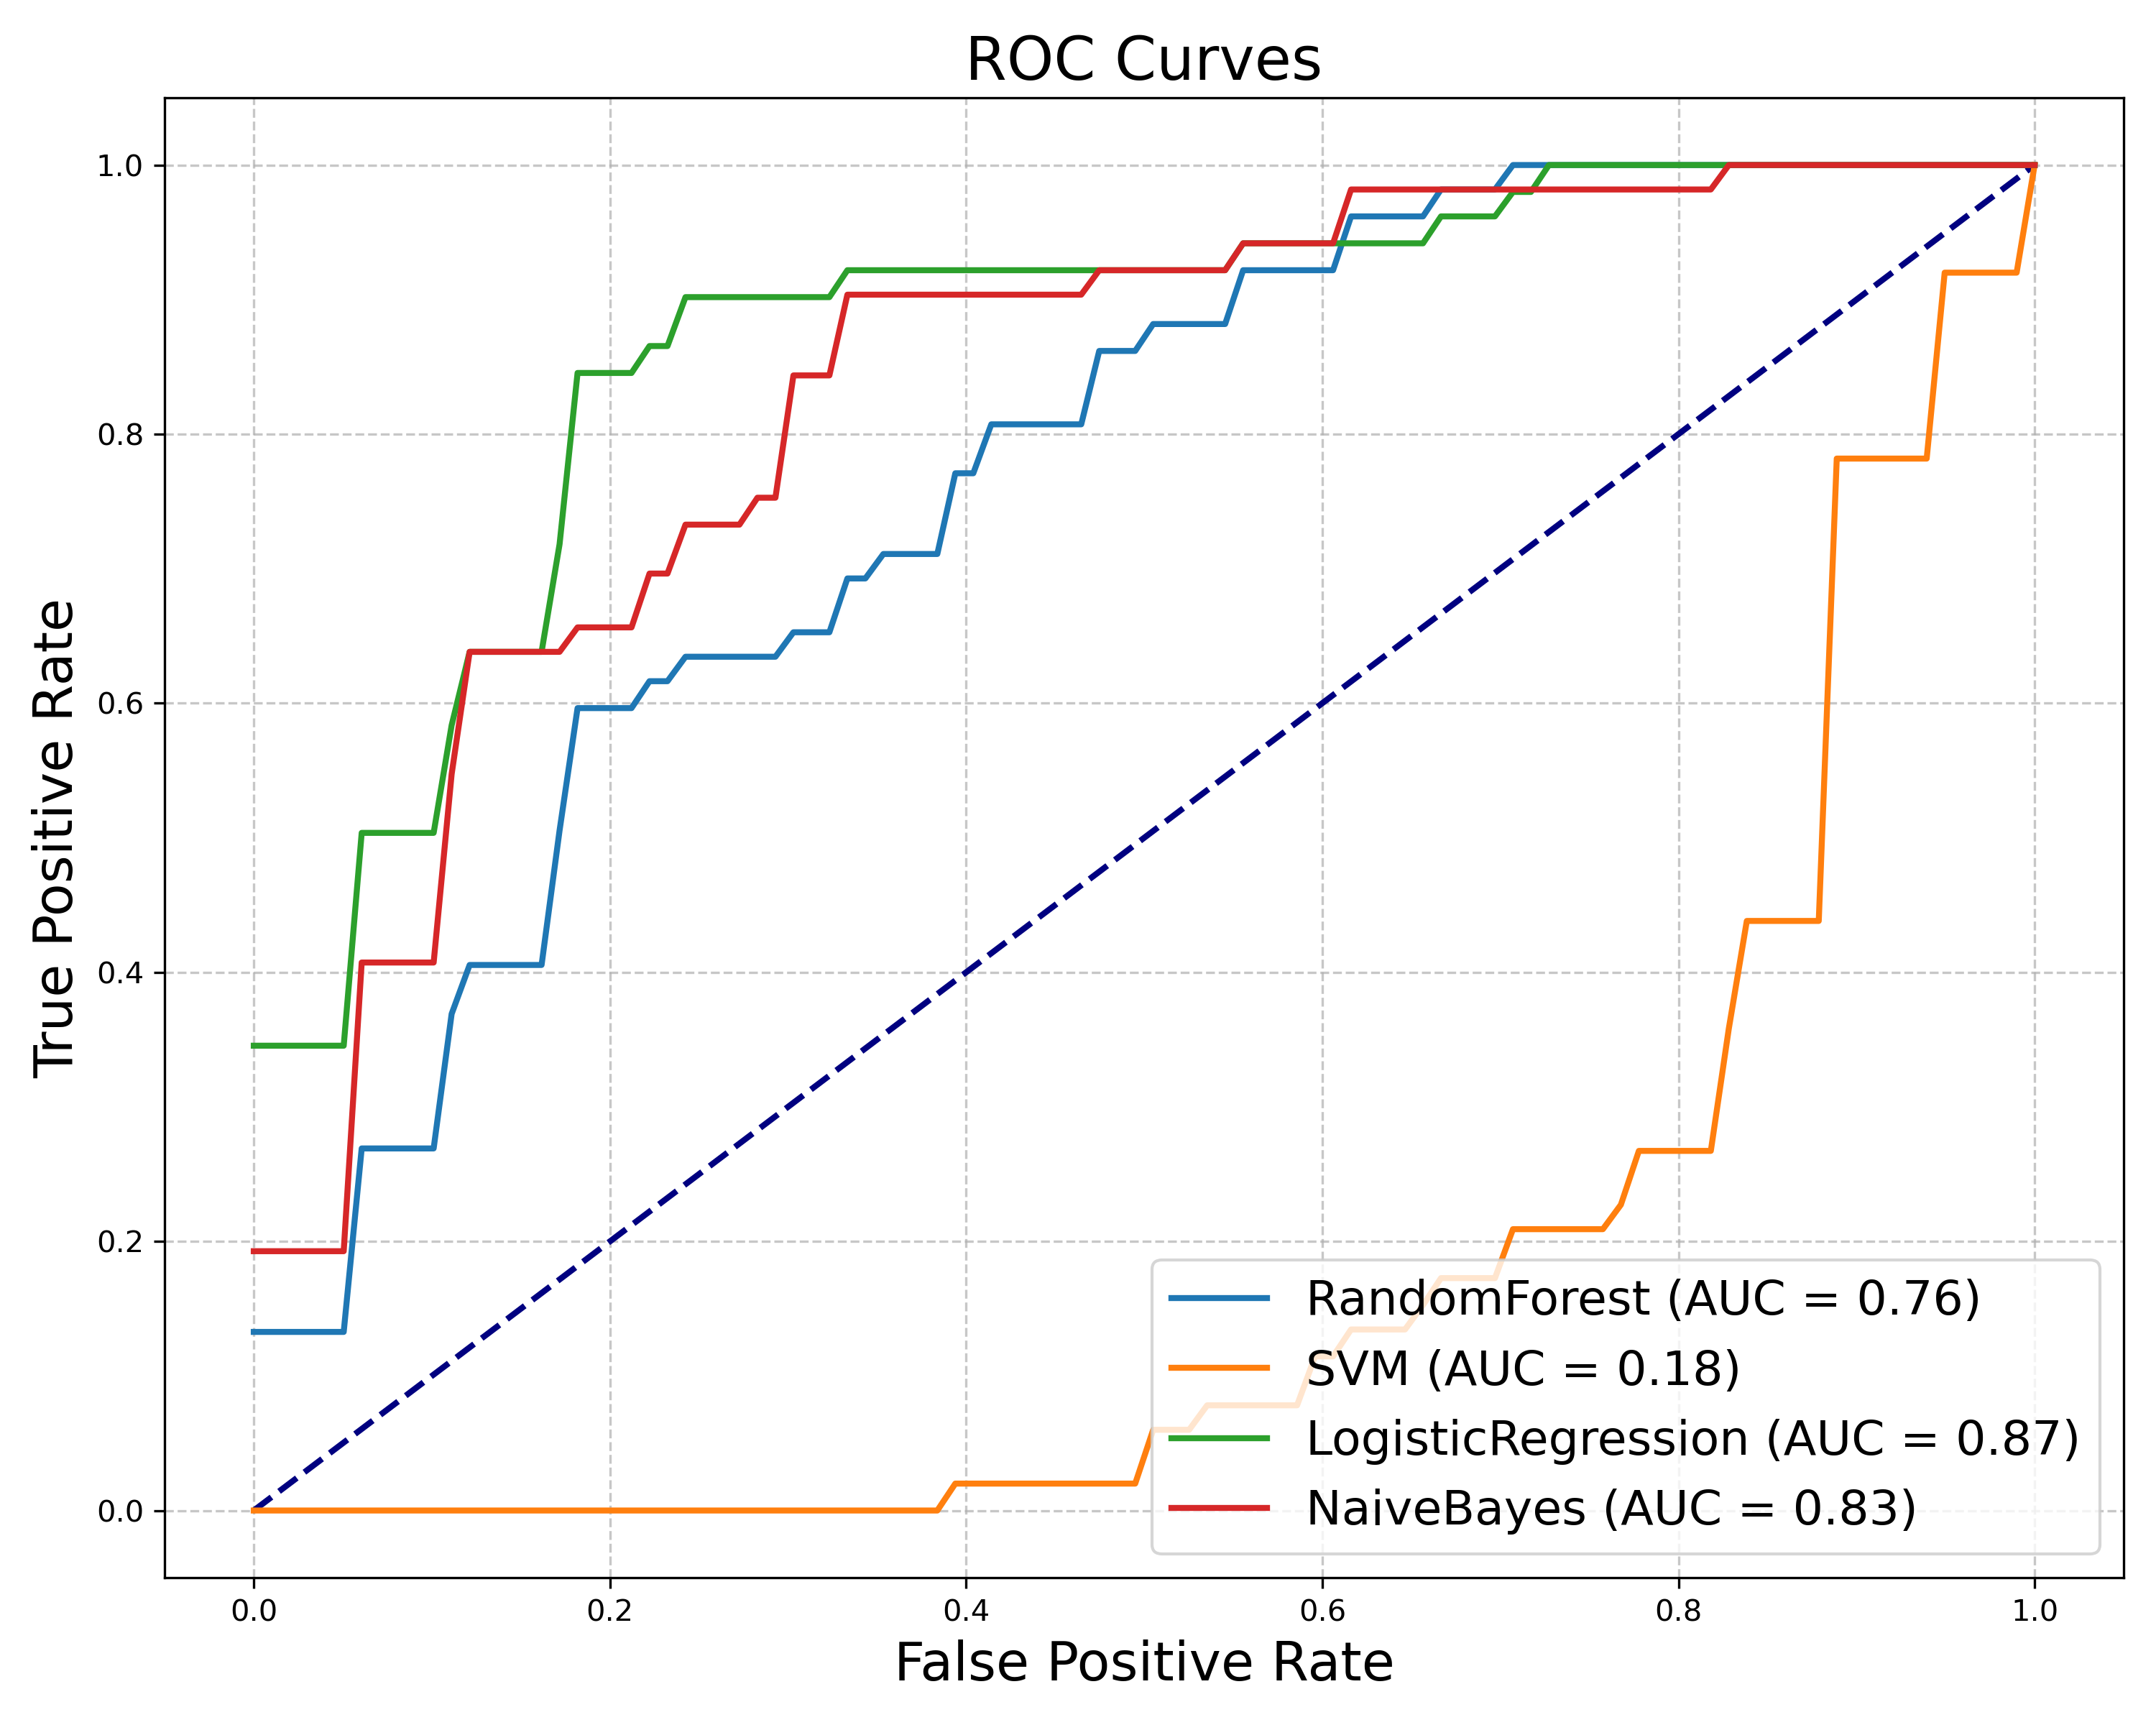 ROC Curves
True Positive Rate
1.0
0.8
0.6
0.4
0.2
0.0
0.0
0.2
0.4
0.6
0.8
1.0
False Positive Rate
RandomForest (AUC = 0.76)
SVM (AUC = 0.18)
LogisticRegression (AUC = 0.87)
NaiveBayes (AUC = 0.83)